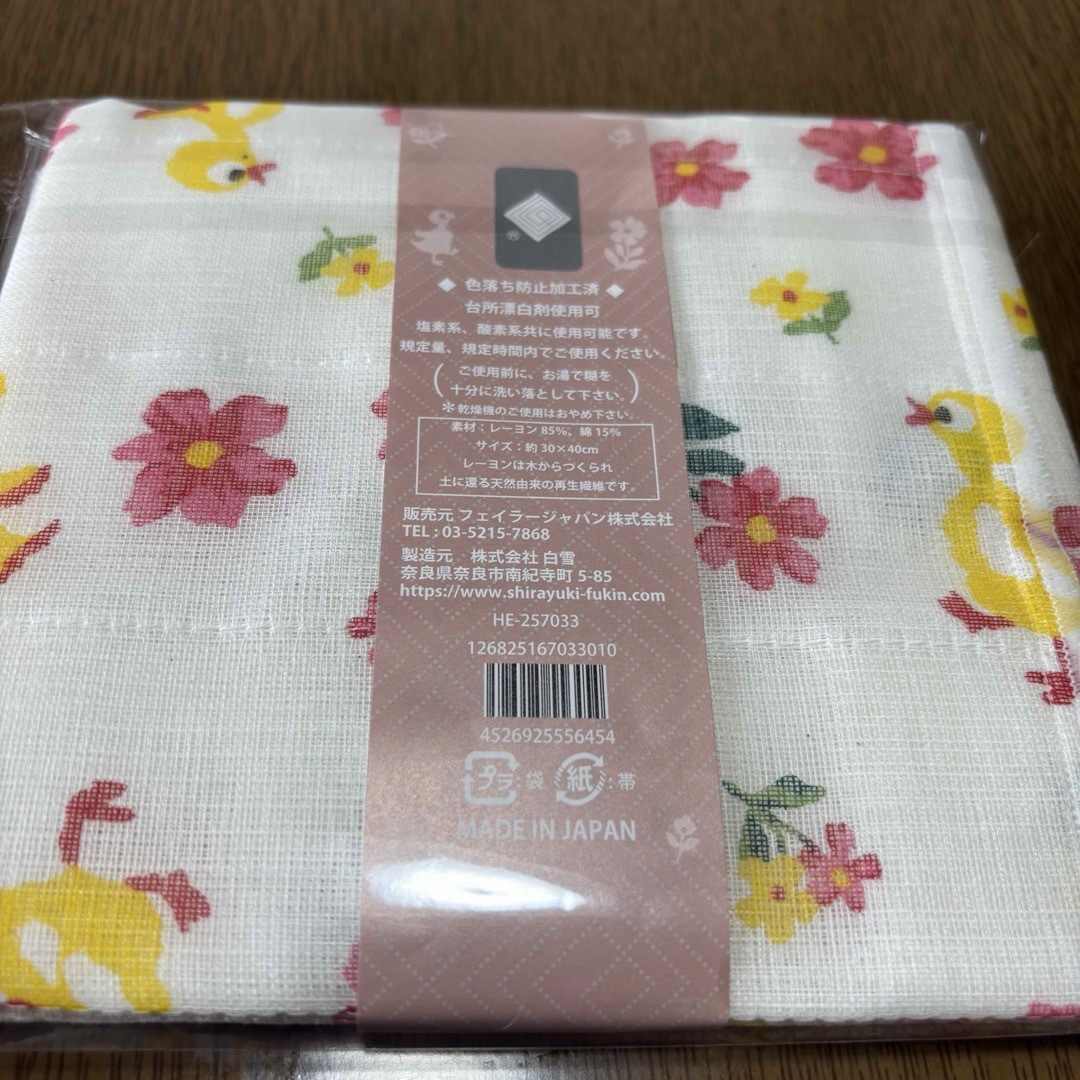 ®
◆ 色落ち防止加工済 ◆
台所漂白剤使用可
塩素系、酸素系共に使用可能です。
規定量、規定時間内でご使用ください。
(ご使用前に、お湯で糊を
十分に洗い落として下さい。)
＊乾燥機のご使用はおやめ下さい。
素材：レーヨン 85%、綿 15%
サイズ：約 30×40cm
レーヨンは木からつくられ
土に還る天然由来の再生繊維です。
販売元 フェイラージャパン株式会社
TEL : 03-5215-7868
製造元 株式会社 白雪
奈良県奈良市南紀寺町 5-85
https://www.shirayuki-fukin.com
HE-257033
126825167033010
4526925556454
プラ：袋 紙：帯
MADE IN JAPAN